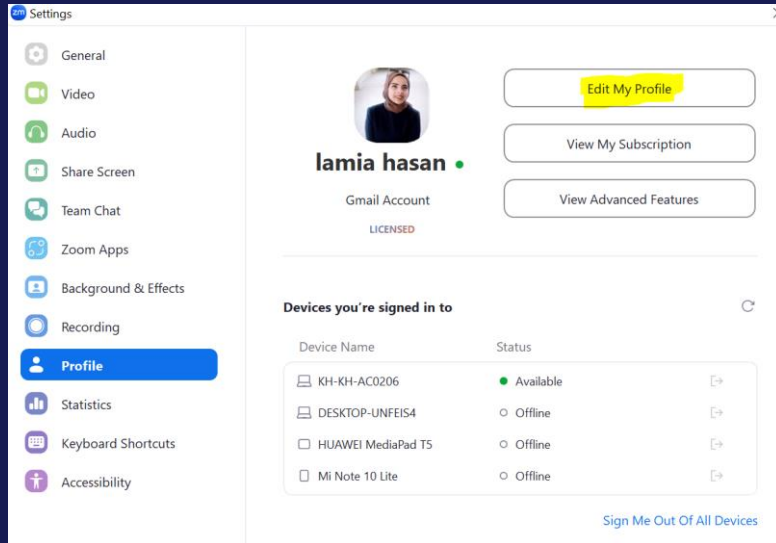 zm Settings
General
Video
Audio
Share Screen
Team Chat
Zoom Apps
Background & Effects
Recording
Profile
Statistics
Keyboard Shortcuts
Accessibility
lamia hasan
Gmail Account
LICENSED
Edit My Profile
View My Subscription
View Advanced Features
Devices you're signed in to
Device Name Status
KH-KH-AC0206 Available
DESKTOP-UNFEIS4 Offline
HUAWEI MediaPad T5 Offline
Mi Note 10 Lite Offline
Sign Me Out Of All Devices